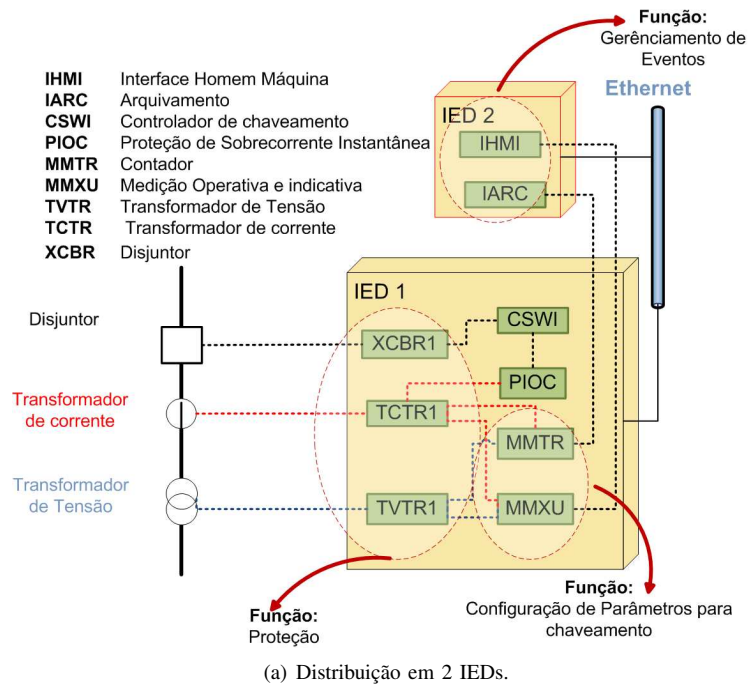 Função:
Gerênciamento de
Eventos
Ethernet
IHMI Interface Homem Máquina
IARC Arquivamento
CSWI Controlador de chaveamento
PIOC Proteção de Sobrecorrente Instantânea
MMTR Contador
MMXU Medição Operativa e indicativa
TVTR Transformador de Tensão
TCTR Transformador de corrente
XCBR Disjuntor
IED 2
IHMI
IARC
IED 1
Disjuntor
XCBR1
CSWI
PIOC
Transformador
de corrente
TCTR1
MMTR
Transformador
de Tensão
TVTR1
MMXU
Função:
Proteção
Função:
Configuração de Parâmetros para
chaveamento
(a) Distribuição em 2 IEDs.